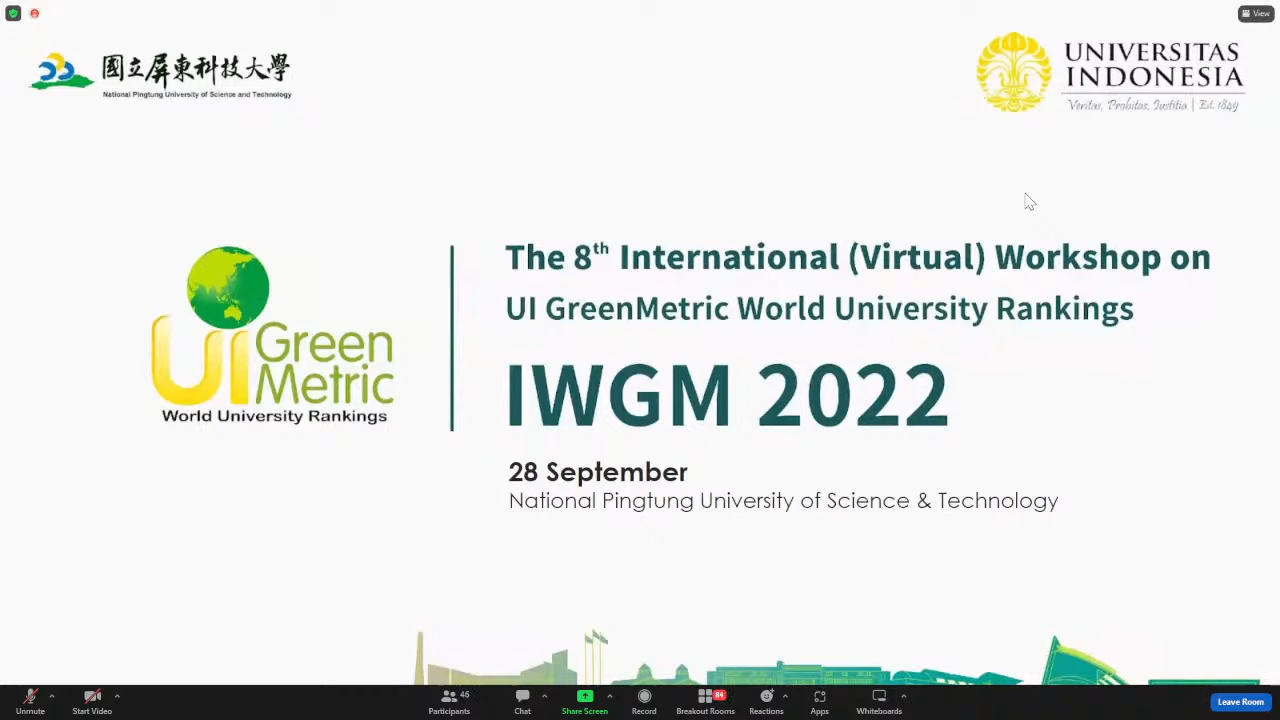 View
國立屏東科技大學
National Pingtung University of Science and Technology
UNIVERSITAS
INDONESIA
Veritas, Probitas, Iustitia | Est. 1849
The 8th International (Virtual) Workshop on
UI GreenMetric World University Rankings
IWGM 2022
28 September
National Pingtung University of Science & Technology
UI Green
Metric
World University Rankings
Unmute
Start Video
Participants
46
Chat
Share Screen
Record
Breakout Rooms
84
Reactions
Apps
Whiteboards
Leave Room